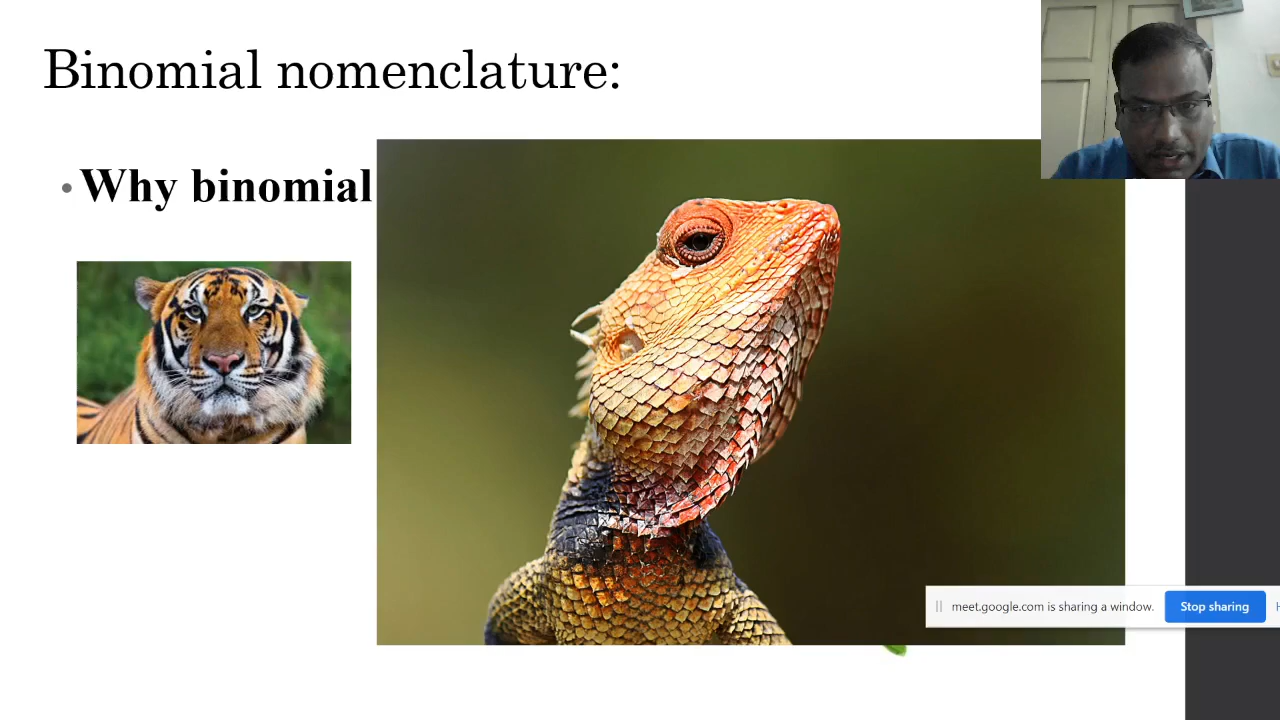 Binomial nomenclature:
• Why binomial
meet.google.com is sharing a window.
Stop sharing